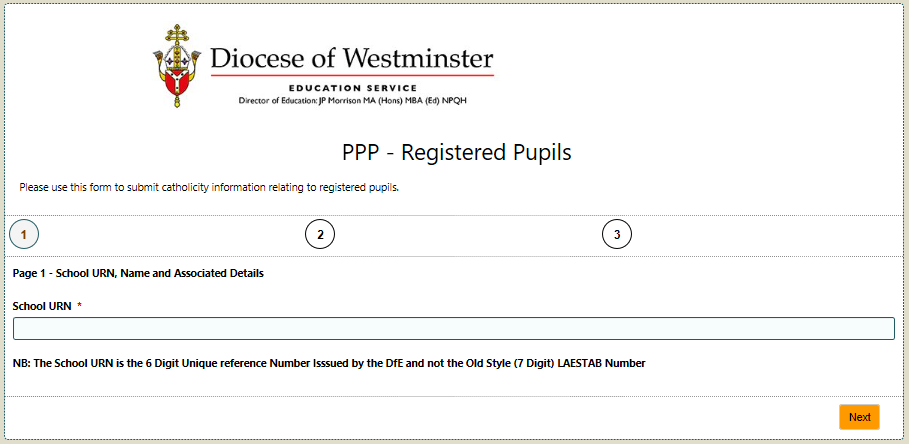 Diocese of Westminster
EDUCATION SERVICE
Director of Education: JP Morrison MA (Hons) MBA (Ed) NPQH
PPP - Registered Pupils
Please use this form to submit catholicity information relating to registered pupils.
1 2 3
Page 1 - School URN, Name and Associated Details
School URN *
NB: The School URN is the 6 Digit Unique reference Number Isssued by the DfE and not the Old Style (7 Digit) LAESTAB Number
Next